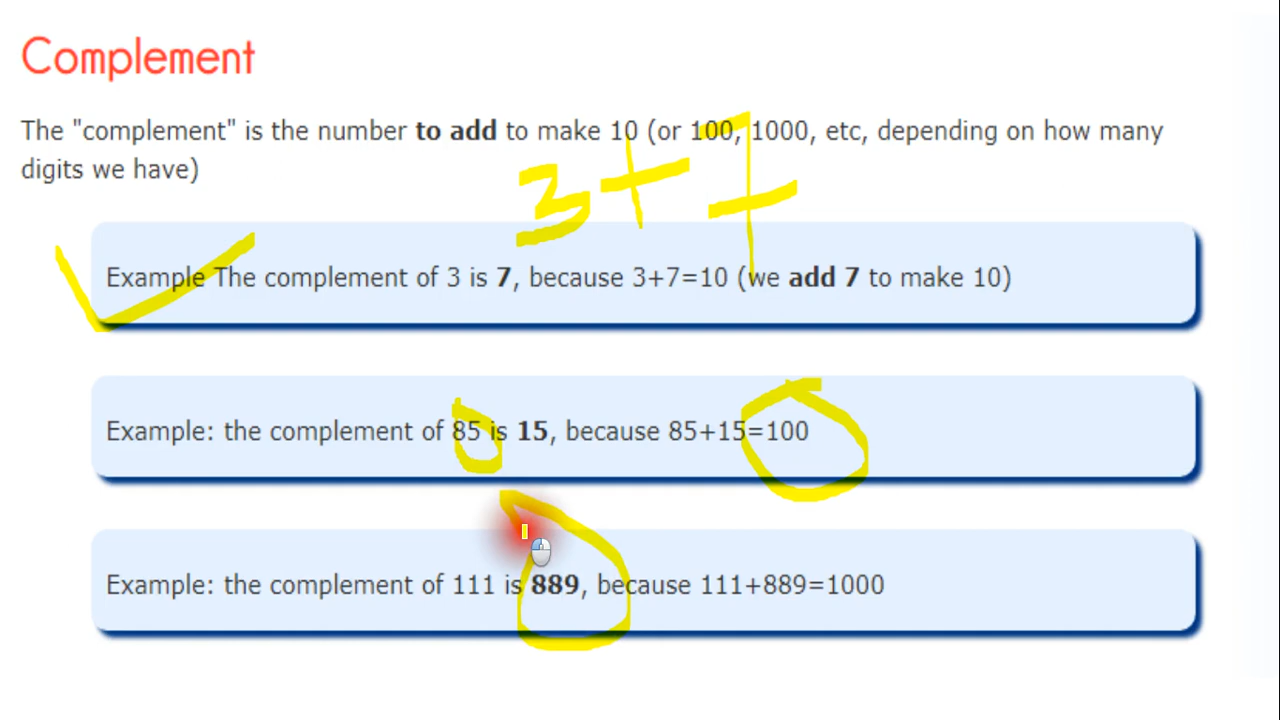 Complement
The "complement" is the number to add to make 10 (or 100, 1000, etc, depending on how many
digits we have)
3+7
Example The complement of 3 is 7, because 3+7=10 (we add 7 to make 10)
Example: the complement of 85 is 15, because 85+15=100
Example: the complement of 111 is 889, because 111+889=1000